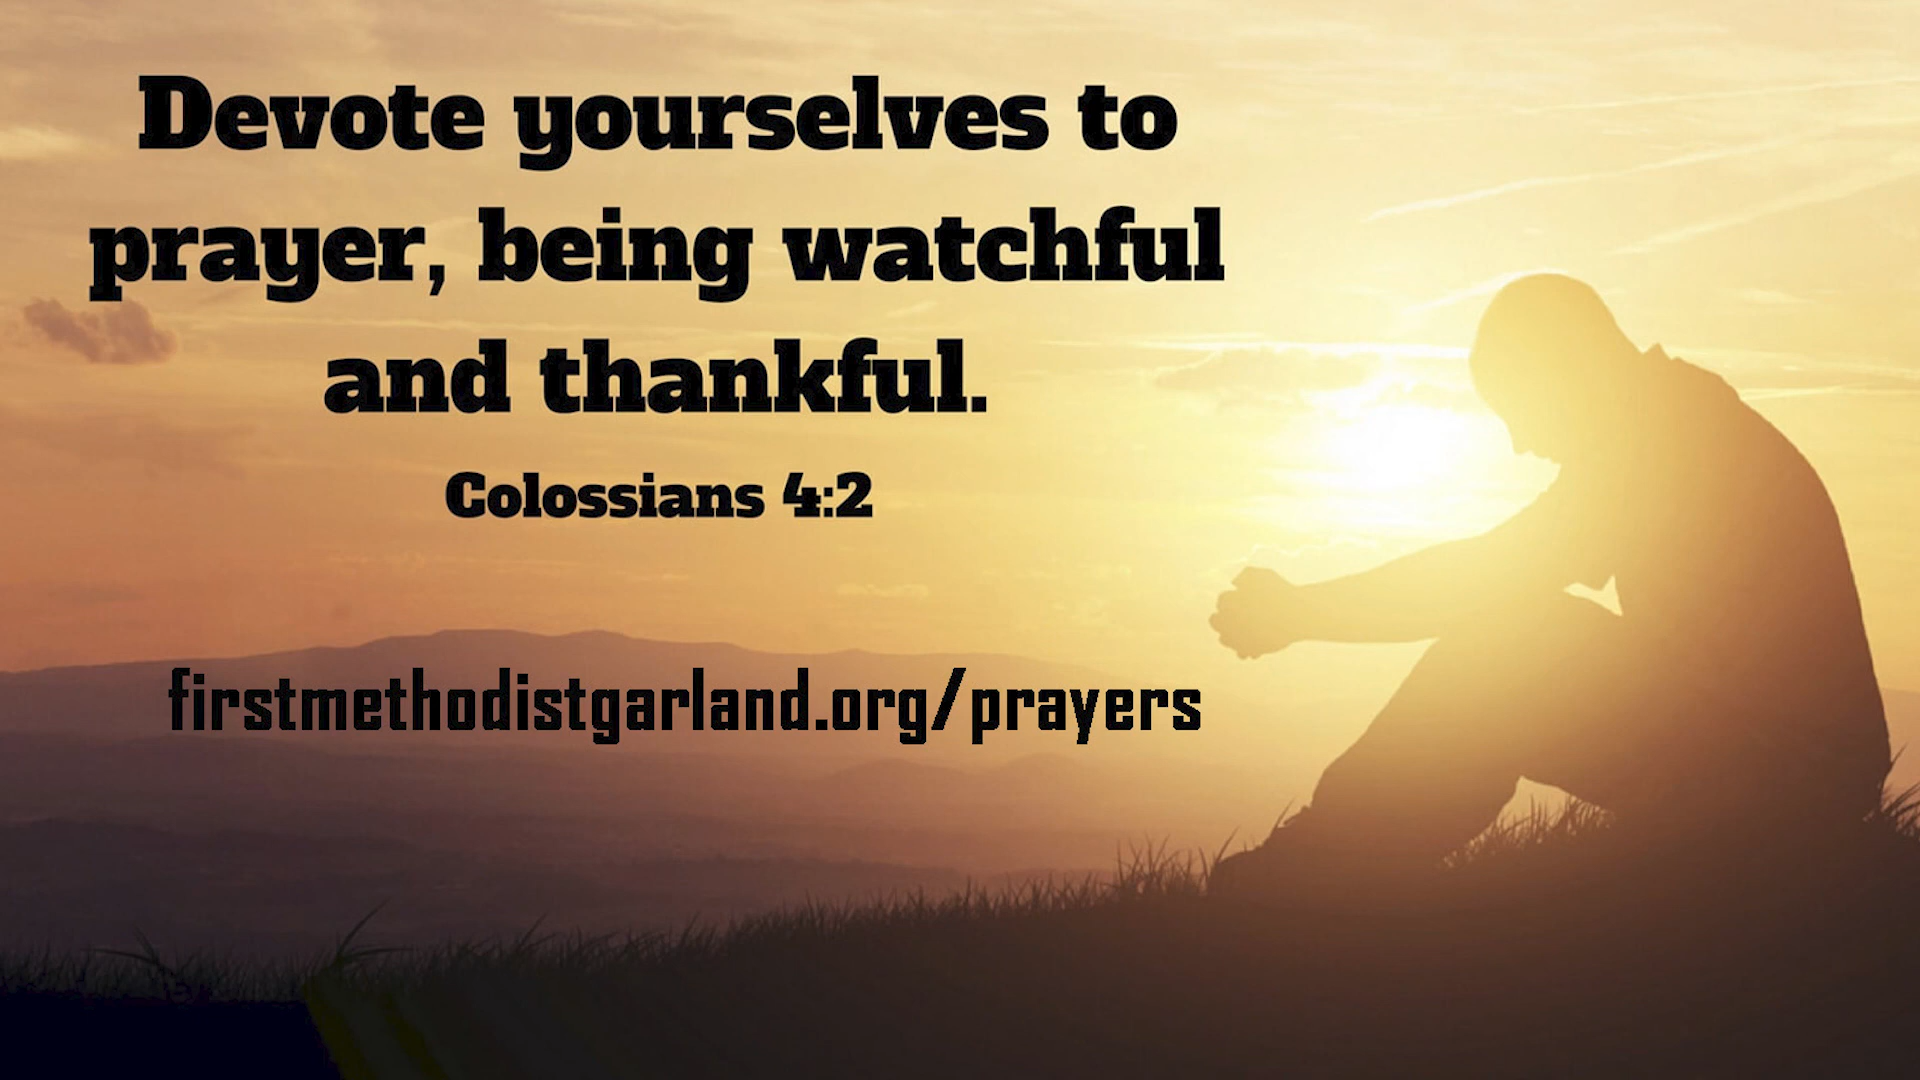 Devote yourselves to
prayer, being watchful
and thankful.
Colossians 4:2
firstmethodistgarland.org/prayers